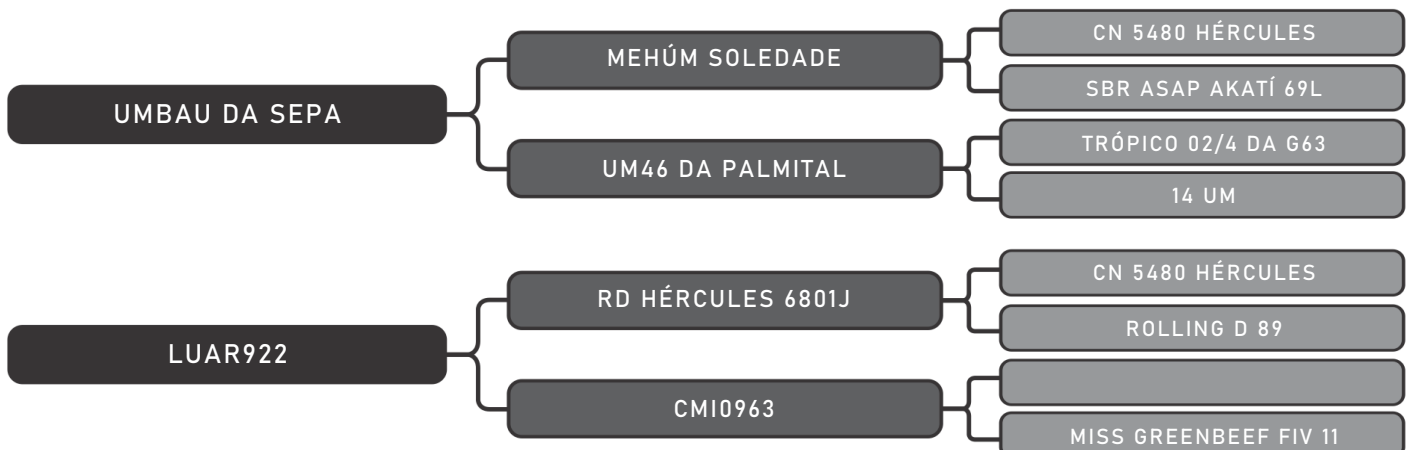 UMBAU DA SEPA
MEHÚM SOLEDADE
CN 5480 HÉRCULES
SBR ASAP AKATÍ 69L
UM46 DA PALMITAL
TRÓPICO 02/4 DA G63
14 UM
LUAR922
RD HÉRCULES 6801J
CN 5480 HÉRCULES
ROLLING D 89
CMI0963
MISS GREENBEEF FIV 11